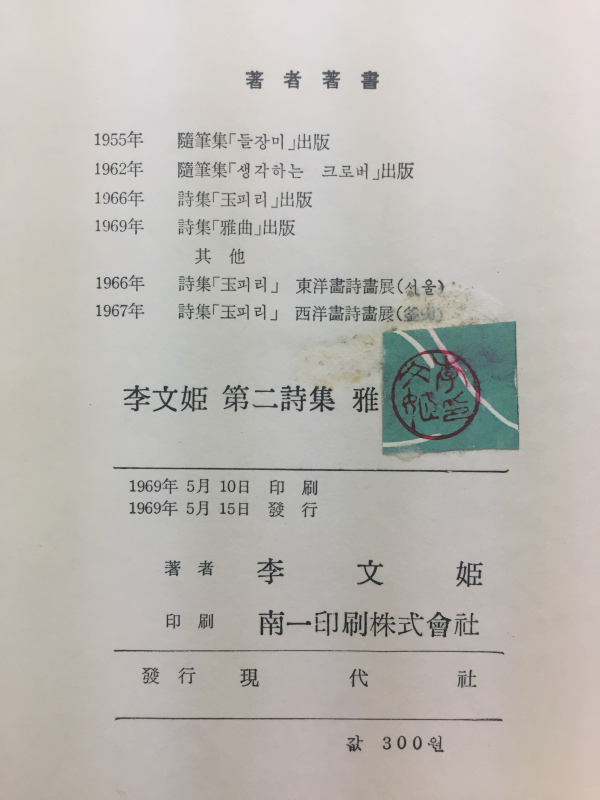 著者著書
1955年 隨筆集「들장미」出版
1962年 隨筆集「생각하는 크로버」出版
1966年 詩集「玉피리」出版
1969年 詩集「雅曲」出版
其他
1966年 詩集「玉피리」 東洋畵詩畵展(서울)
1967年 詩集「玉피리」 西洋畵詩畵展(釜
李文姬 第二詩集 雅
李文姬印
1969年 5月 10日 印刷
1969年 5月 15日 發行
著者 李文姬
印刷 南一印刷株式會社
發行 現代社
값 300원